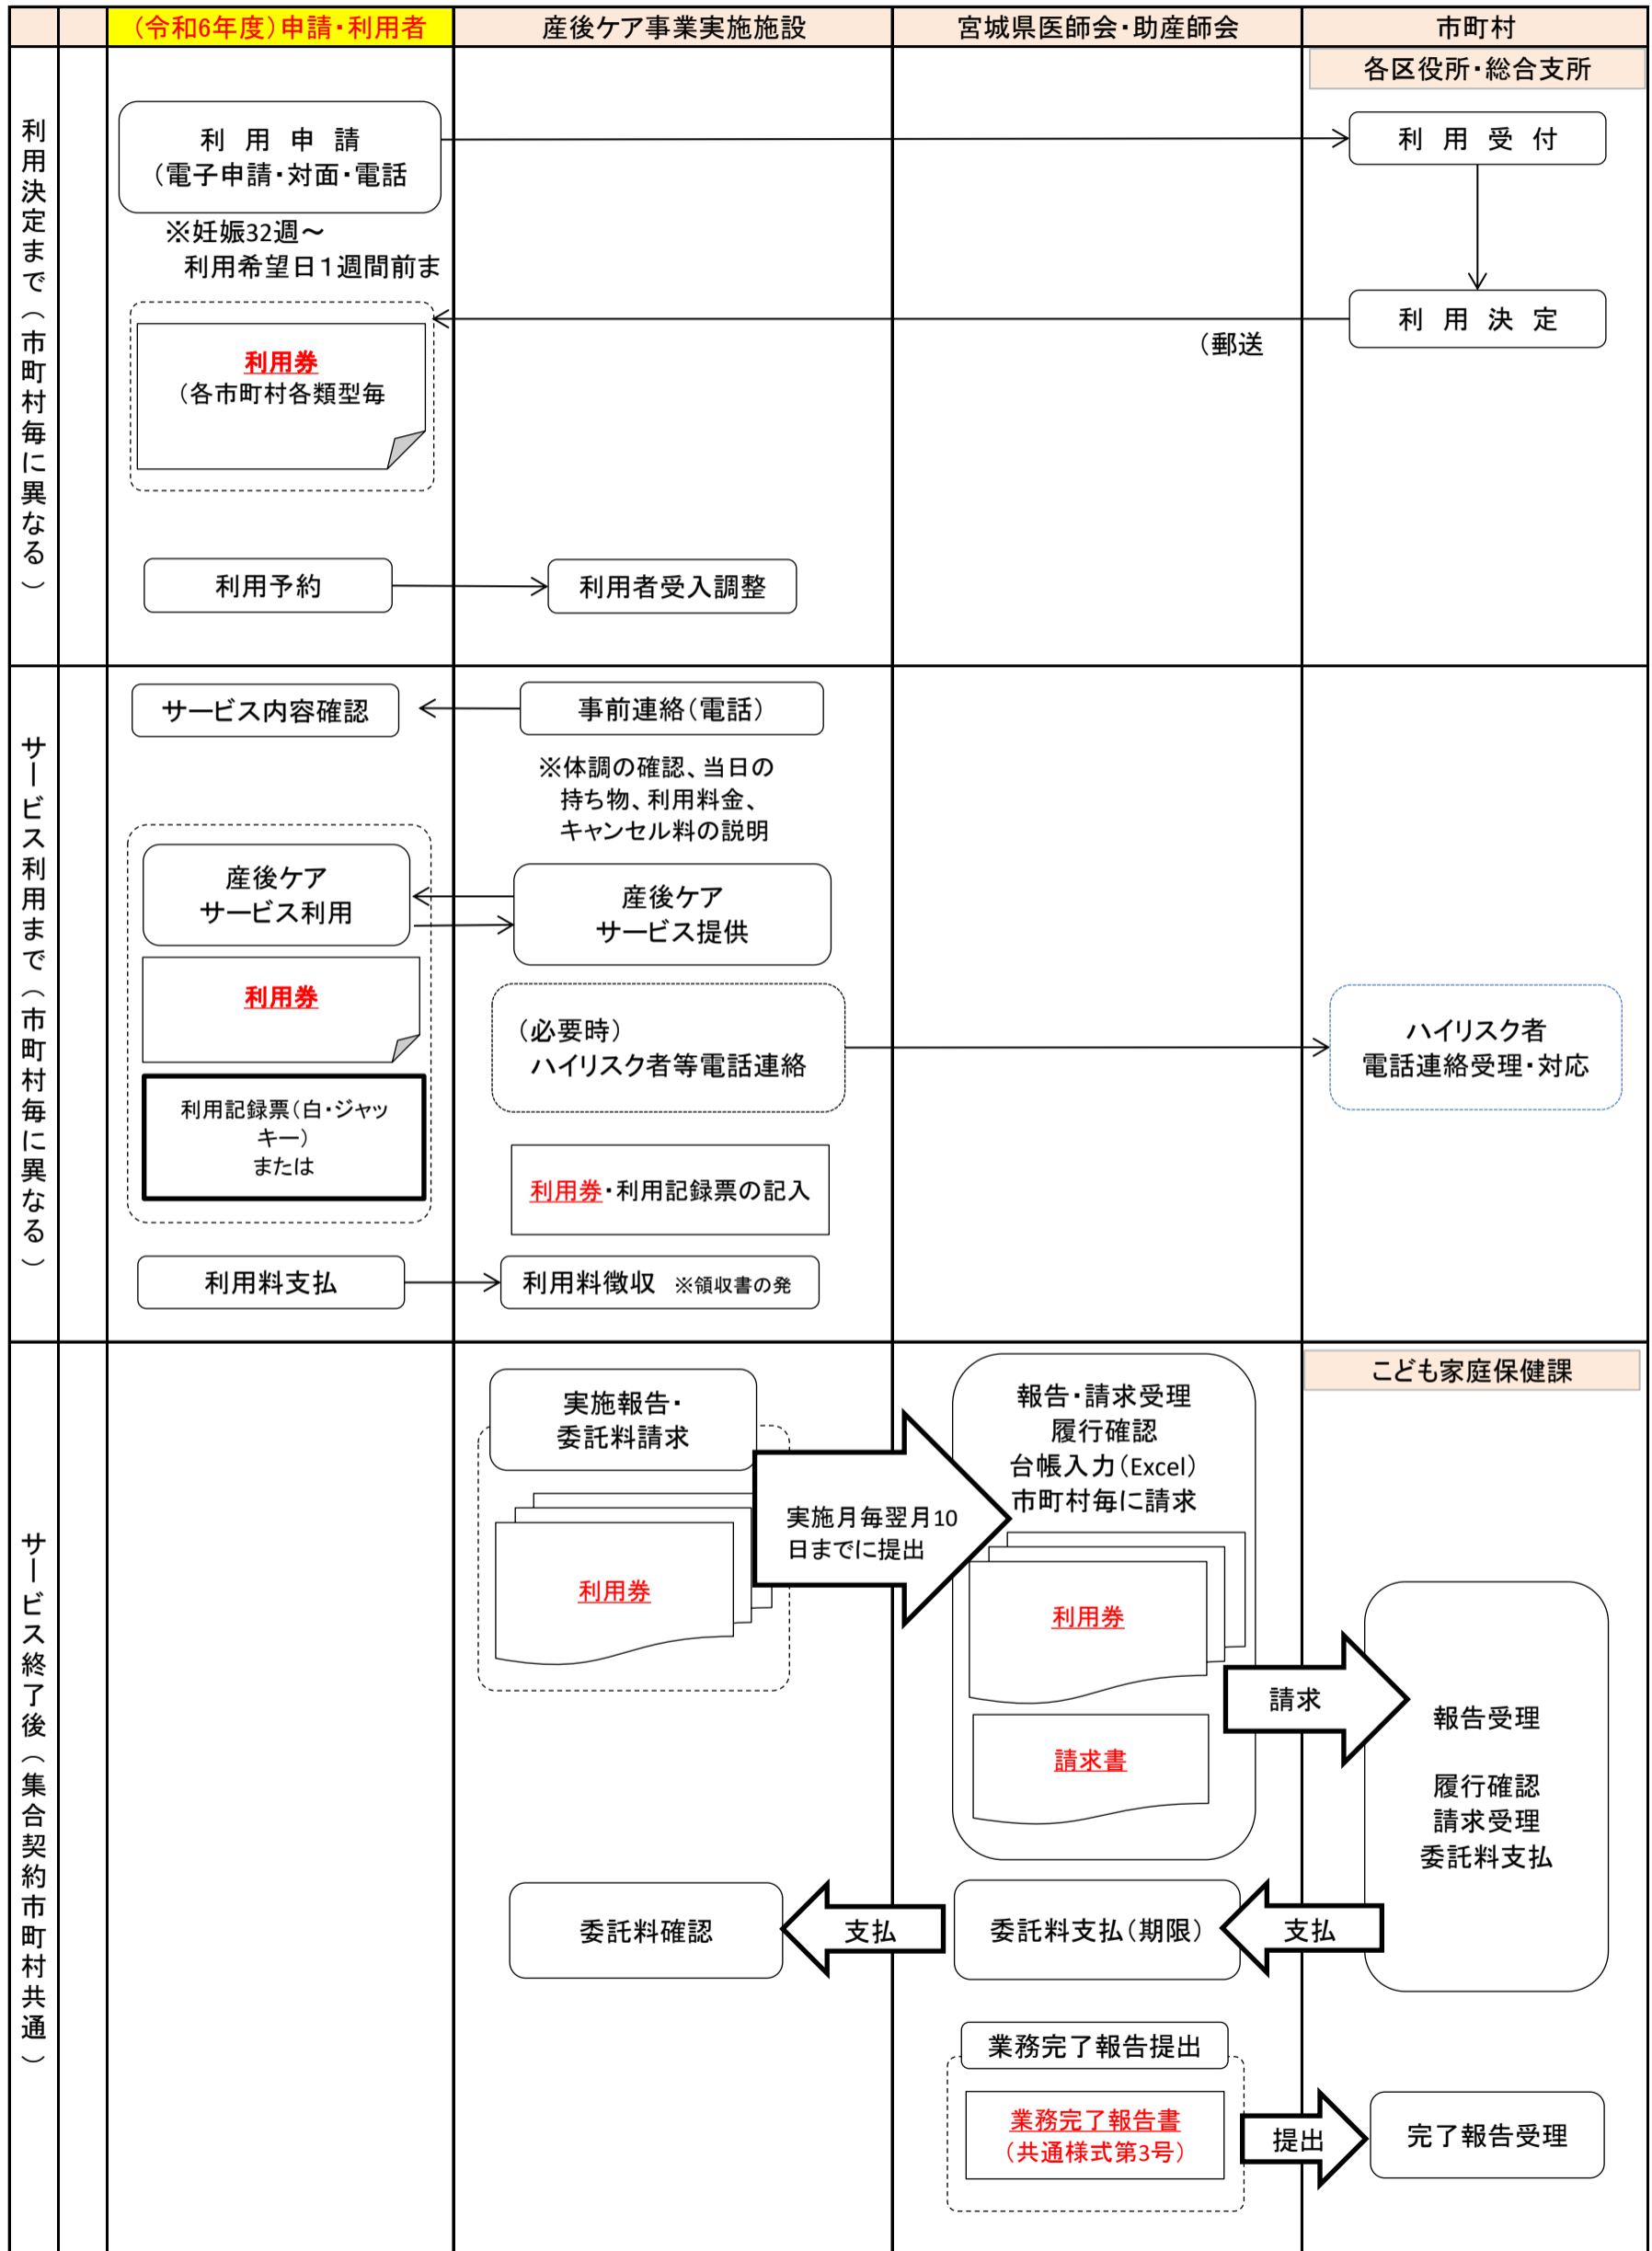 (令和6年度)申請・利用者
産後ケア事業実施施設
宮城県医師会・助産師会
市町村
各区役所・総合支所
利用決定まで(市町村毎に異なる)
利 用 申 請
(電子申請・対面・電話
利 用 受 付
※妊娠32週～
利用希望日1週間前ま
利 用 決 定
(郵送
利用券
(各市町村各類型毎
利用予約
利用者受入調整
サービス利用まで(市町村毎に異なる)
サービス内容確認
事前連絡(電話)
※体調の確認、当日の
持ち物、利用料金、
キャンセル料の説明
産後ケア
サービス利用
産後ケア
サービス提供
利用券
(必要時)
ハイリスク者等電話連絡
ハイリスク者
電話連絡受理・対応
利用記録票(白・ジャッ
キー)
または
利用券・利用記録票の記入
利用料支払
利用料徴収 ※領収書の発
サービス終了後(集合契約市町村共通)
こども家庭保健課
実施報告・
委託料請求
利用券
実施月毎翌月10
日までに提出
報告・請求受理
履行確認
台帳入力(Excel)
市町村毎に請求
利用券
請求書
請求
報告受理
履行確認
請求受理
委託料支払
委託料確認
支払
委託料支払(期限)
支払
業務完了報告提出
業務完了報告書
(共通様式第3号)
提出
完了報告受理